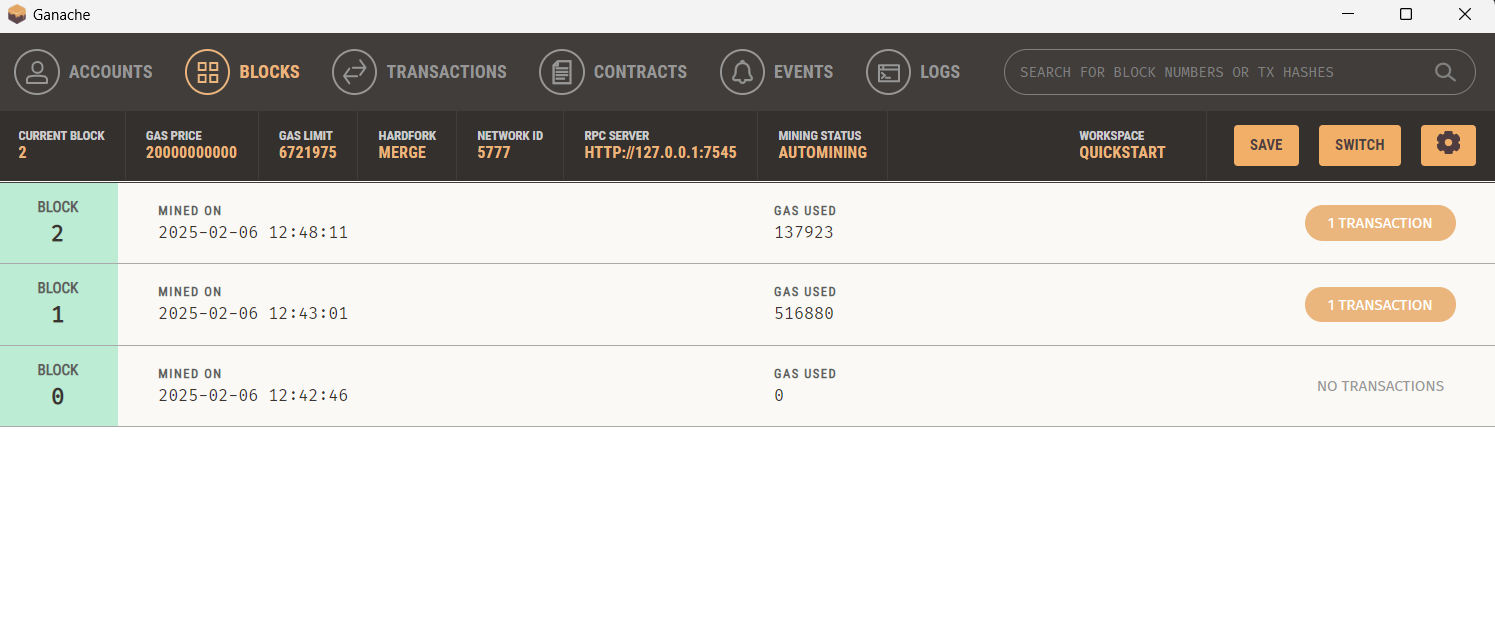 Ganache
ACCOUNTS BLOCKS TRANSACTIONS CONTRACTS EVENTS LOGS SEARCH FOR BLOCK NUMBERS OR TX HASHES
CURRENT BLOCK GAS PRICE GAS LIMIT HARDFORK NETWORK ID RPC SERVER MINING STATUS WORKSPACE
2 20000000000 6721975 MERGE 5777 HTTP://127.0.0.1:7545 AUTOMINING QUICKSTART
SAVE SWITCH
BLOCK MINED ON GAS USED
2 2025-02-06 12:48:11 137923 1 TRANSACTION
BLOCK MINED ON GAS USED
1 2025-02-06 12:43:01 516880 1 TRANSACTION
BLOCK MINED ON GAS USED
0 2025-02-06 12:42:46 0 NO TRANSACTIONS